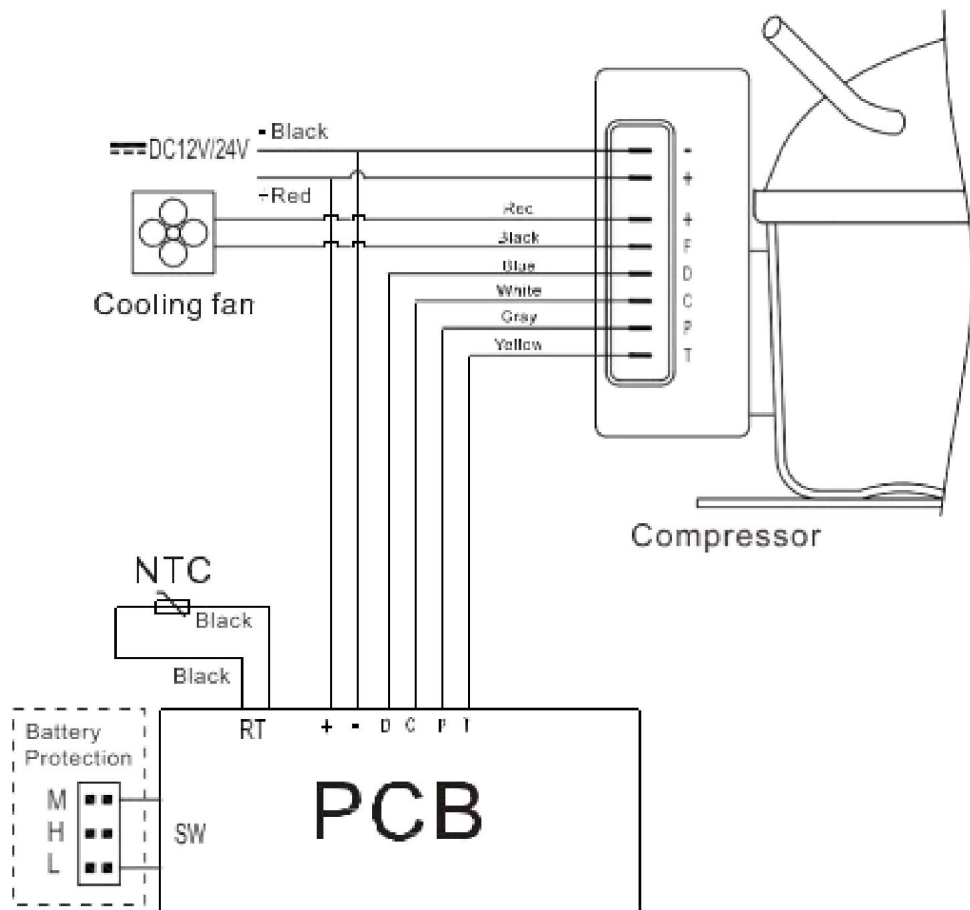 - Black
DC12V/24V
+Red
Cooling fan
Red
Black
Blue
White
Gray
Yellow
-
+
+
F
D
C
P
T
Compressor
NTC
Black
Black
RT
+
-
D
C
P
T
Battery
Protection
M
H
L
SW
PCB